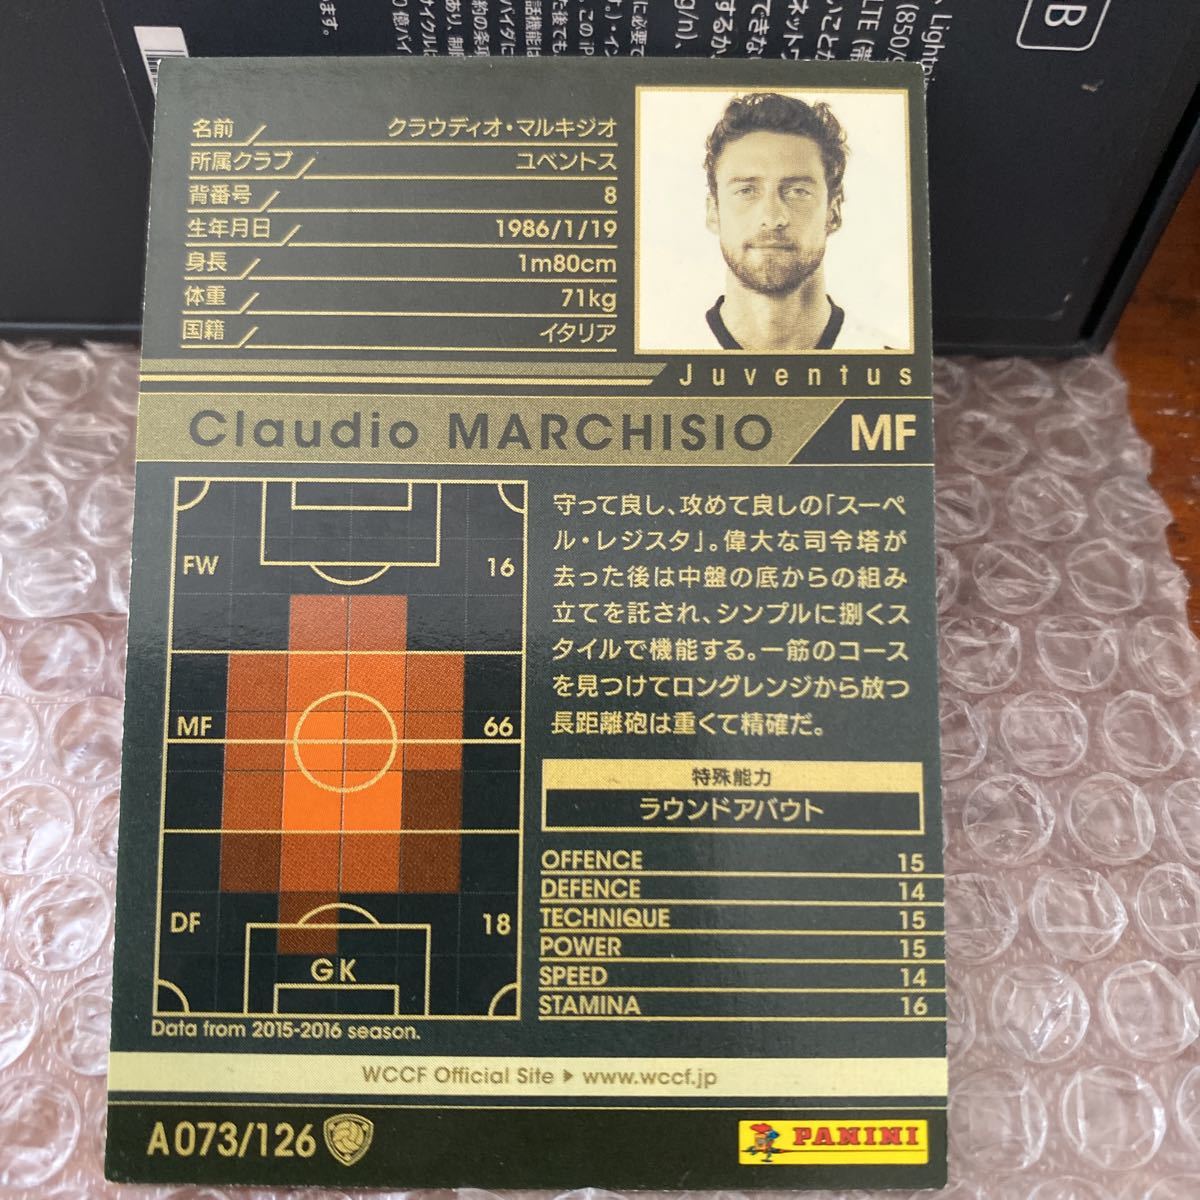 B
名前 クラウディオ・マルキジオ
所属クラブ ユベントス
背番号 8
生年月日 1986/1/19
身長 1m80cm
体重 71kg
国籍 イタリア
Juventus
Claudio MARCHISIO MF
FW 16
MF 66
DF 18
GK
Data from 2015-2016 season.
守って良し、攻めて良しの「スーペ
ル・レジスタ」。偉大な司令塔が
去った後は中盤の底からの組み
立てを託され、シンプルに捌くス
タイルで機能する。一筋のコース
を見つけてロングレンジから放つ
長距離砲は重くて精確だ。
特殊能力
ラウンドアバウト
OFFENCE 15
DEFENCE 14
TECHNIQUE 15
POWER 15
SPEED 14
STAMINA 16
WCCF Official Site ▶ www.wccf.jp
A073/126
PANINI